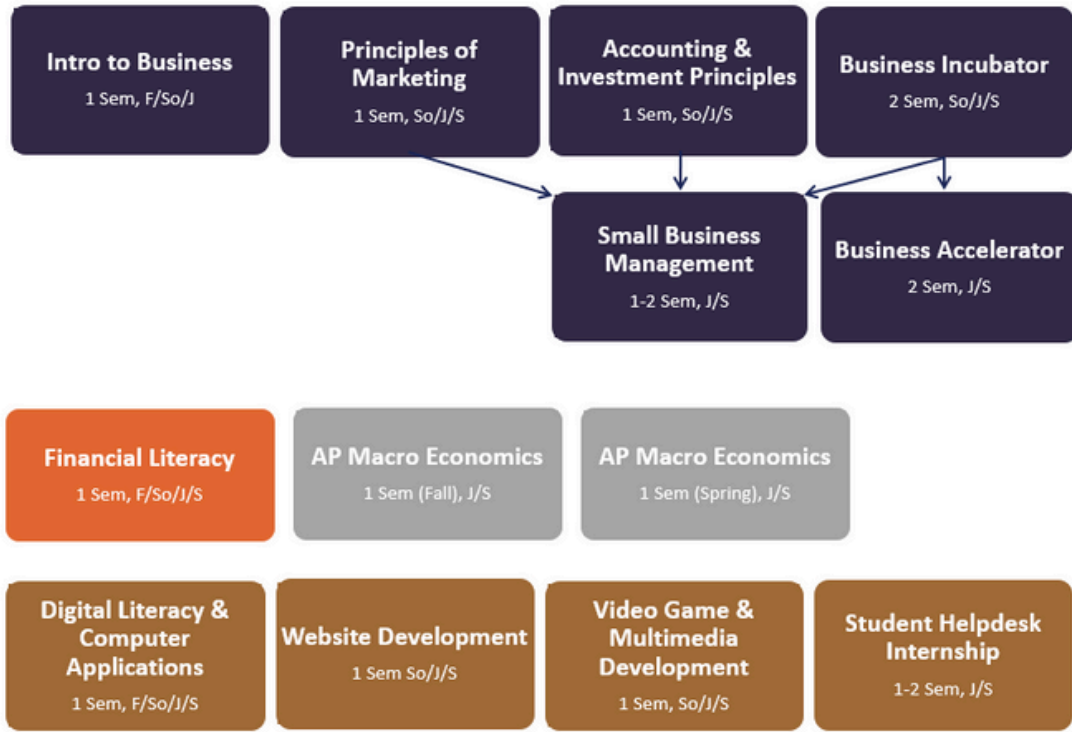 Intro to Business
1 Sem, F/So/J
Principles of
Marketing
1 Sem, So/J/S
Accounting &
Investment Principles
1 Sem, So/J/S
Business Incubator
2 Sem, So/J/S
Small Business
Management
1-2 Sem, J/S
Business Accelerator
2 Sem, J/S
Financial Literacy
1 Sem, F/So/J/S
AP Macro Economics
1 Sem (Fall), J/S
AP Macro Economics
1 Sem (Spring), J/S
Digital Literacy &
Computer
Applications
1 Sem, F/So/J/S
Website Development
1 Sem So/J/S
Video Game &
Multimedia
Development
1 Sem, So/J/S
Student Helpdesk
Internship
1-2 Sem, J/S